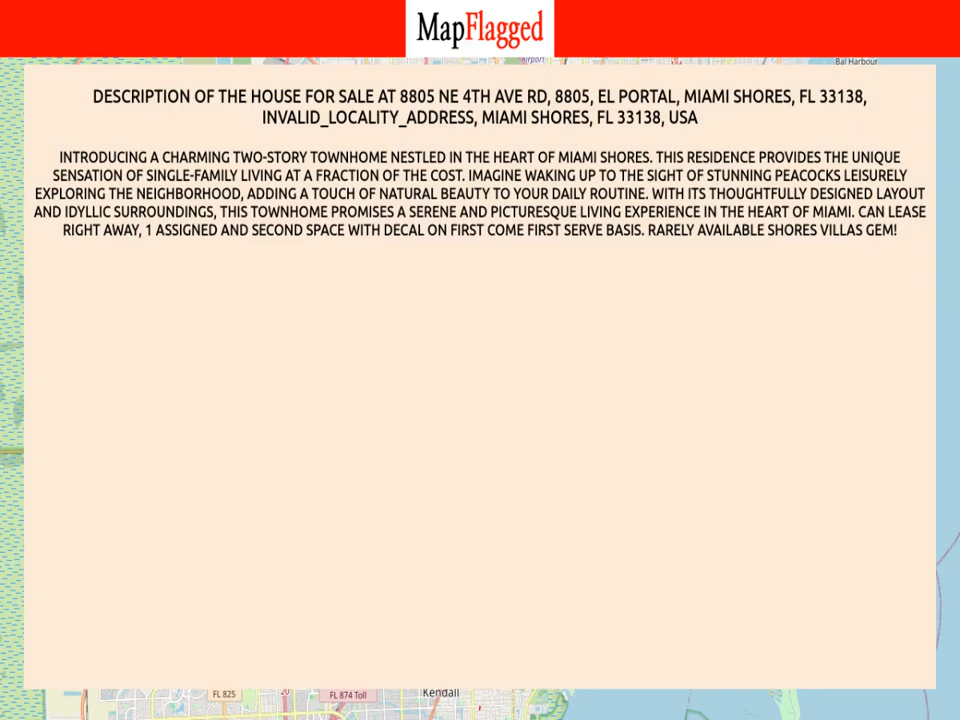 MapFlagged
Airport
Bal Harbour
DESCRIPTION OF THE HOUSE FOR SALE AT 8805 NE 4TH AVE RD, 8805, EL PORTAL, MIAMI SHORES, FL 33138,
INVALID_LOCALITY_ADDRESS, MIAMI SHORES, FL 33138, USA
INTRODUCING A CHARMING TWO-STORY TOWNHOME NESTLED IN THE HEART OF MIAMI SHORES. THIS RESIDENCE PROVIDES THE UNIQUE
SENSATION OF SINGLE-FAMILY LIVING AT A FRACTION OF THE COST. IMAGINE WAKING UP TO THE SIGHT OF STUNNING PEACOCKS LEISURELY
EXPLORING THE NEIGHBORHOOD, ADDING A TOUCH OF NATURAL BEAUTY TO YOUR DAILY ROUTINE. WITH ITS THOUGHTFULLY DESIGNED LAYOUT
AND IDYLLIC SURROUNDINGS, THIS TOWNHOME PROMISES A SERENE AND PICTURESQUE LIVING EXPERIENCE IN THE HEART OF MIAMI. CAN LEASE
RIGHT AWAY, 1 ASSIGNED AND SECOND SPACE WITH DECAL ON FIRST COME FIRST SERVE BASIS. RARELY AVAILABLE SHORES VILLAS GEM!
FL 825
FL 874 Toll
Kendall